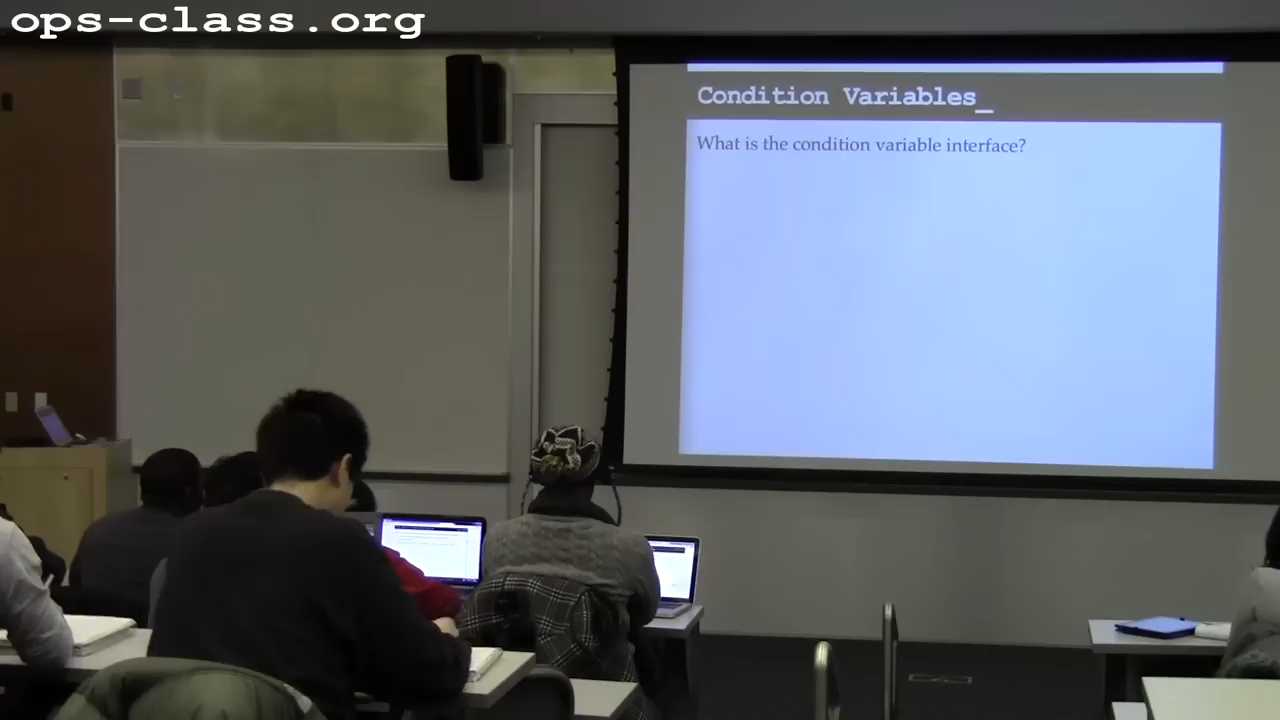 ops-class.org
Condition Variables_
What is the condition variable interface?